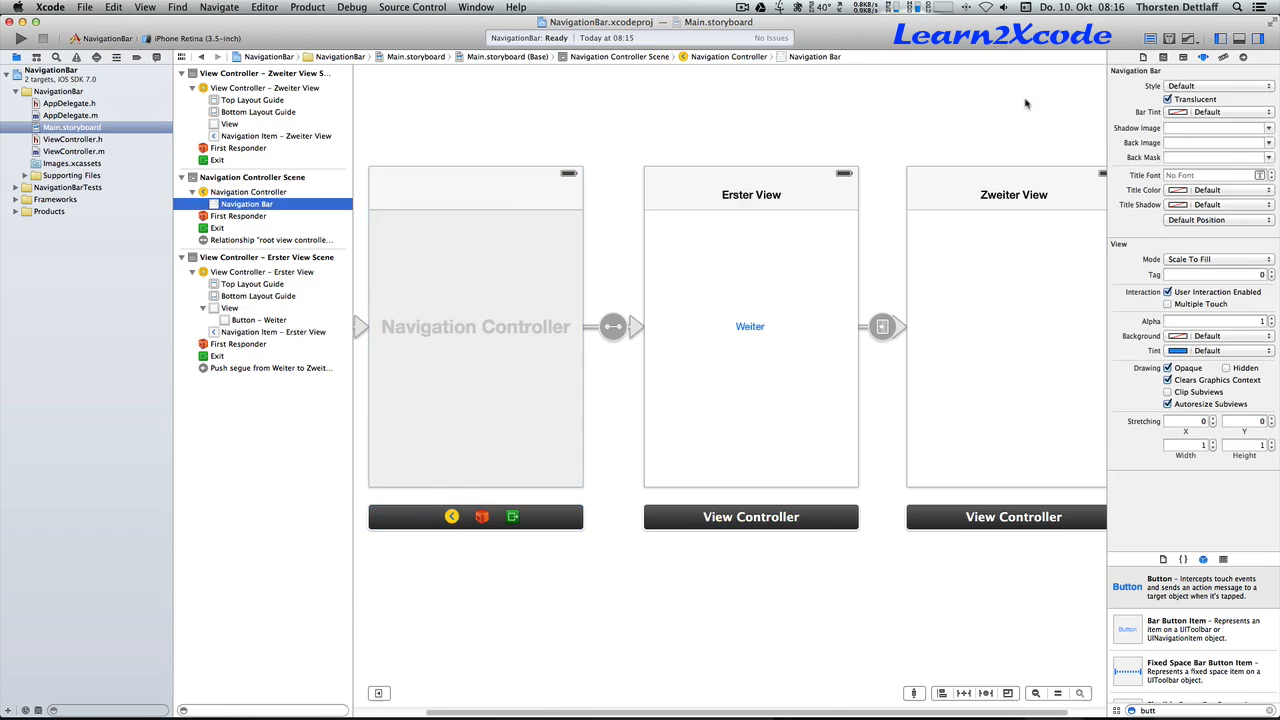 Xcode File Edit View Find Navigate Editor Product Debug Source Control Window Help
40° 0.8KB/s 0.9KB/s Do. 10. Okt 08:16 Thorsten Dettlaff
NavigationBar.xcodeproj — Main.storyboard
NavigationBar iPhone Retina (3.5-inch)
NavigationBar: Ready Today at 08:15 No Issues
Learn2Xcode
NavigationBar NavigationBar Main.storyboard Main.storyboard (Base) Navigation Controller Scene Navigation Controller Navigation Bar
NavigationBar
2 targets, iOS SDK 7.0
NavigationBar
AppDelegate.h
AppDelegate.m
Main.storyboard
ViewController.h
ViewController.m
Images.xcassets
Supporting Files
NavigationBarTests
Frameworks
Products
View Controller – Zweiter View S...
View Controller – Zweiter View
Top Layout Guide
Bottom Layout Guide
View
Navigation Item – Zweiter View
First Responder
Exit
Navigation Controller Scene
Navigation Controller
Navigation Bar
First Responder
Exit
Relationship "root view controlle...
View Controller – Erster View Scene
View Controller – Erster View
Top Layout Guide
Bottom Layout Guide
View
Button – Weiter
Navigation Item – Erster View
First Responder
Exit
Push segue from Weiter to Zweit...
Navigation Controller
Erster View
Weiter
View Controller
Zweiter View
View Controller
Navigation Bar
Style Default
Translucent
Bar Tint Default
Shadow Image
Back Image
Back Mask
Title Font No Font
Title Color Default
Title Shadow Default
Default Position
View
Mode Scale To Fill
Tag 0
Interaction User Interaction Enabled
Multiple Touch
Alpha 1
Background Default
Tint Default
Drawing Opaque Hidden
Clears Graphics Context
Clip Subviews
Autoresize Subviews
Stretching 0 0
X Y
1 1
Width Height
Button
Button – Intercepts touch events
and sends an action message to a
target object when it's tapped.
Button
Bar Button Item – Represents an
item on a UIToolbar or
UINavigationItem object.
Fixed Space Bar Button Item –
Represents a fixed space item on a
UIToolbar object.
butt